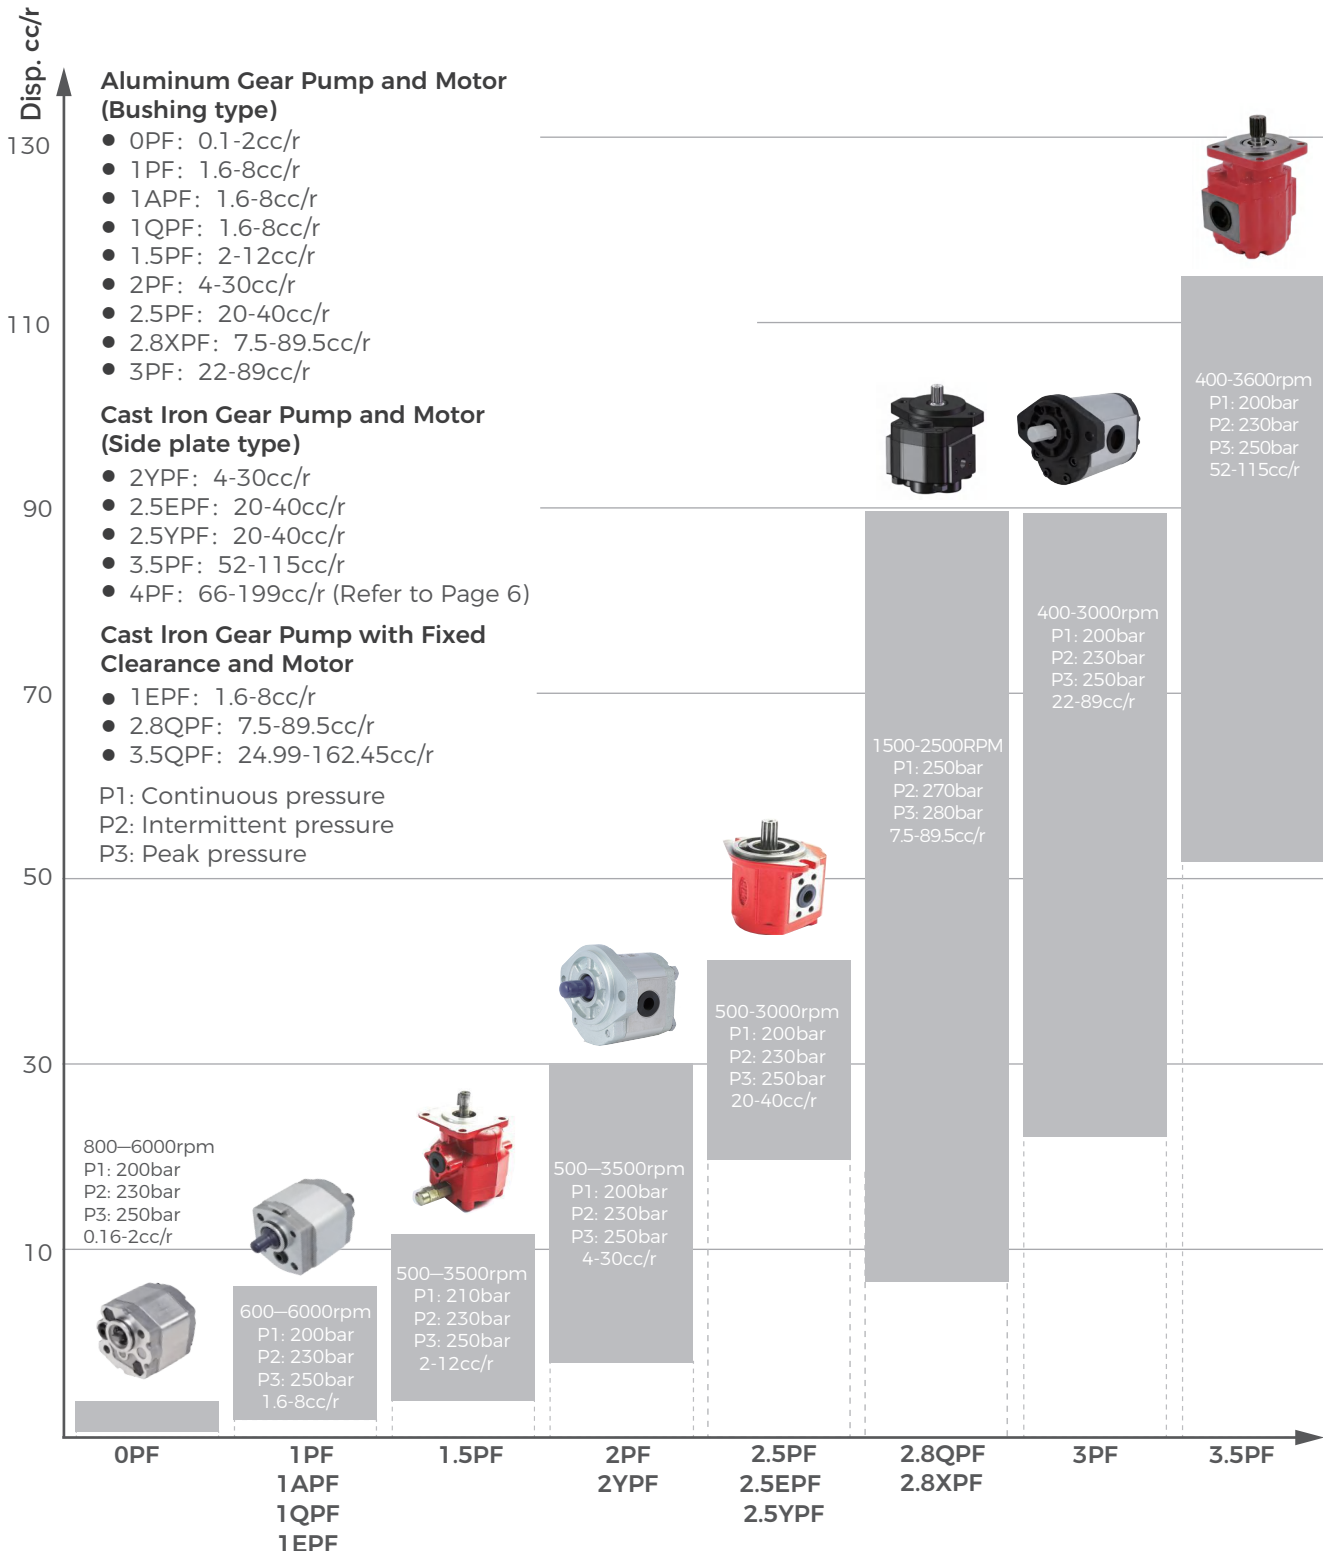 Disp. cc/r
Aluminum Gear Pump and Motor
(Bushing type)
● 0PF: 0.1-2cc/r
● 1PF: 1.6-8cc/r
● 1APF: 1.6-8cc/r
● 1QPF: 1.6-8cc/r
● 1.5PF: 2-12cc/r
● 2PF: 4-30cc/r
● 2.5PF: 20-40cc/r
● 2.8XPF: 7.5-89.5cc/r
● 3PF: 22-89cc/r
Cast Iron Gear Pump and Motor
(Side plate type)
● 2YPF: 4-30cc/r
● 2.5EPF: 20-40cc/r
● 2.5YPF: 20-40cc/r
● 3.5PF: 52-115cc/r
● 4PF: 66-199cc/r (Refer to Page 6)
Cast lron Gear Pump with Fixed
Clearance and Motor
● 1EPF: 1.6-8cc/r
● 2.8QPF: 7.5-89.5cc/r
● 3.5QPF: 24.99-162.45cc/r
P1: Continuous pressure
P2: Intermittent pressure
P3: Peak pressure
130
110
90
70
50
30
10
800—6000rpm
P1: 200bar
P2: 230bar
P3: 250bar
0.16-2cc/r
600—6000rpm
P1: 200bar
P2: 230bar
P3: 250bar
1.6-8cc/r
500—3500rpm
P1: 210bar
P2: 230bar
P3: 250bar
2-12cc/r
500—3500rpm
P1: 200bar
P2: 230bar
P3: 250bar
4-30cc/r
500-3000rpm
P1: 200bar
P2: 230bar
P3: 250bar
20-40cc/r
1500-2500RPM
P1: 250bar
P2: 270bar
P3: 280bar
7.5-89.5cc/r
400-3000rpm
P1: 200bar
P2: 230bar
P3: 250bar
22-89cc/r
400-3600rpm
P1: 200bar
P2: 230bar
P3: 250bar
52-115cc/r
0PF
1PF
1APF
1QPF
1EPF
1.5PF
2PF
2YPF
2.5PF
2.5EPF
2.5YPF
2.8QPF
2.8XPF
3PF
3.5PF